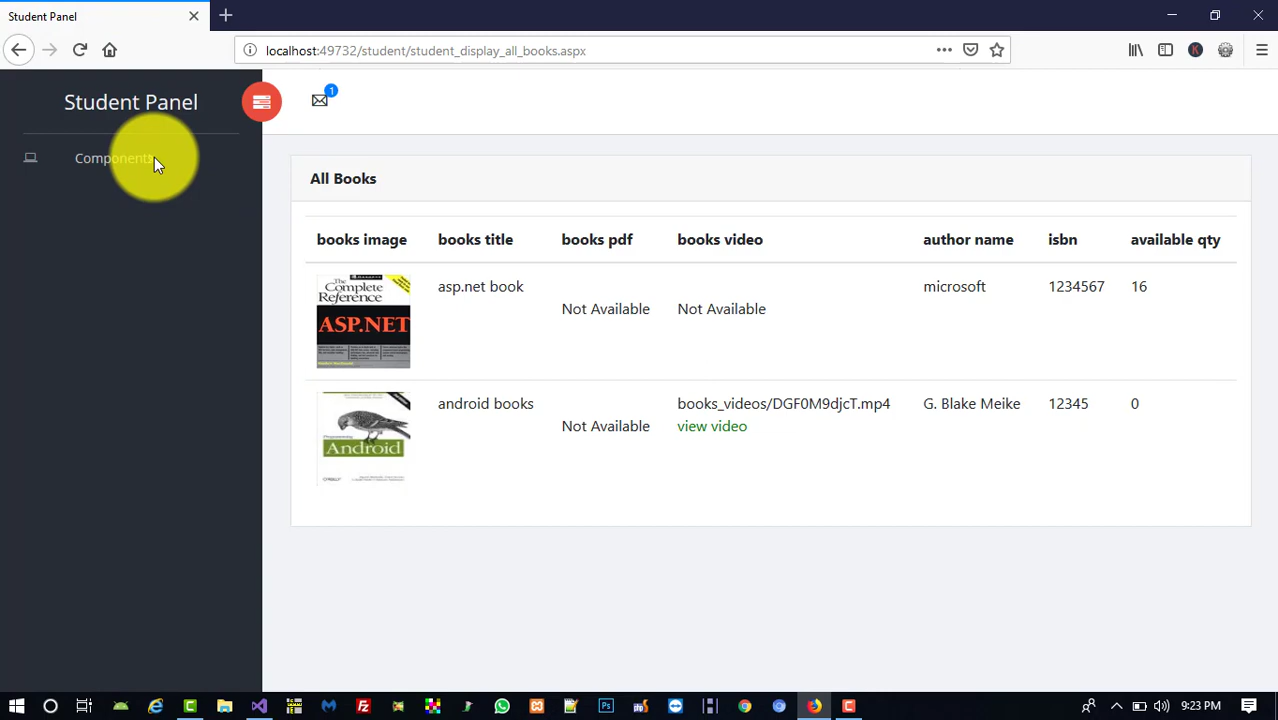 Student Panel
localhost:49732/student/student_display_all_books.aspx
Student Panel
1
Components
All Books
books image books title books pdf books video author name isbn available qty
The Complete Reference
ASP.NET
asp.net book Not Available Not Available microsoft 1234567 16
Programming
Android
O'REILLY
android books Not Available books_videos/DGF0M9djcT.mp4 G. Blake Meike 12345 0
view video
9:23 PM